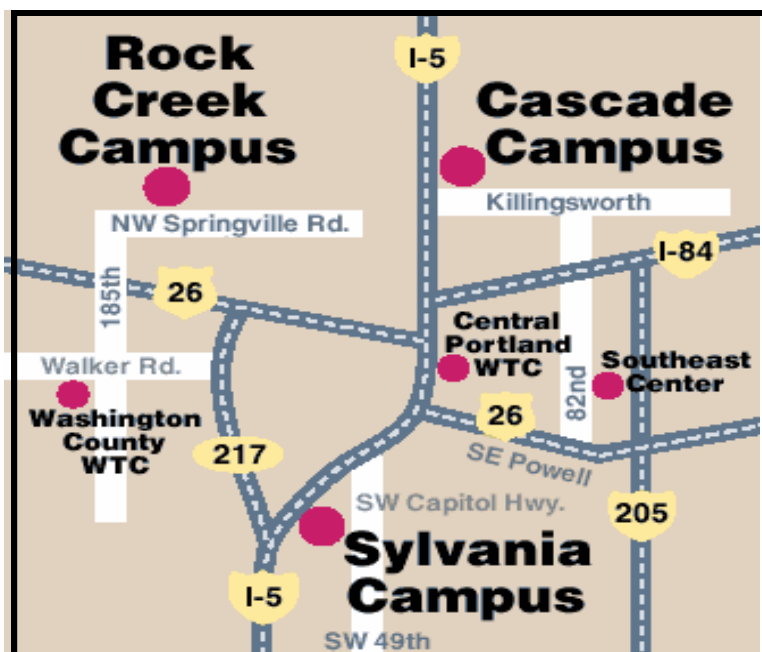 Rock
Creek
Campus
I-5
Cascade
Campus
Killingsworth
NW Springville Rd.
I-84
185th
26
Central
Portland
WTC
Walker Rd.
Southeast
Center
82nd
Washington
County
WTC
26
217
SE Powell
SW Capitol Hwy.
205
Sylvania
Campus
I-5
SW 49th